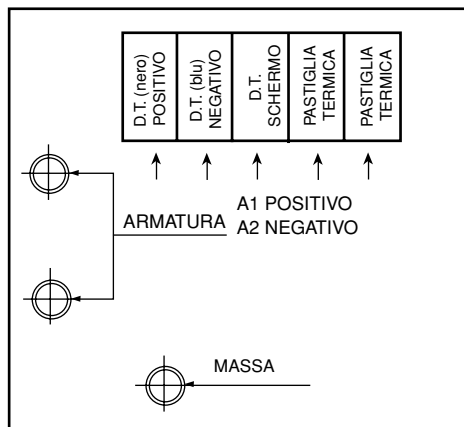 D.T. (nero)
POSITIVO
D.T. (blu)
NEGATIVO
D.T.
SCHERMO
PASTIGLIA
TERMICA
PASTIGLIA
TERMICA
ARMATURA
A1 POSITIVO
A2 NEGATIVO
MASSA